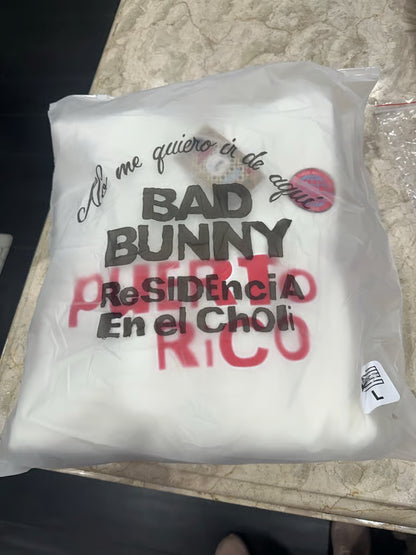 No me quiero ir de aquí
BAD
BUNNY
PUERTO
ReSIDEnciA
En el CHOli
RiCO
L